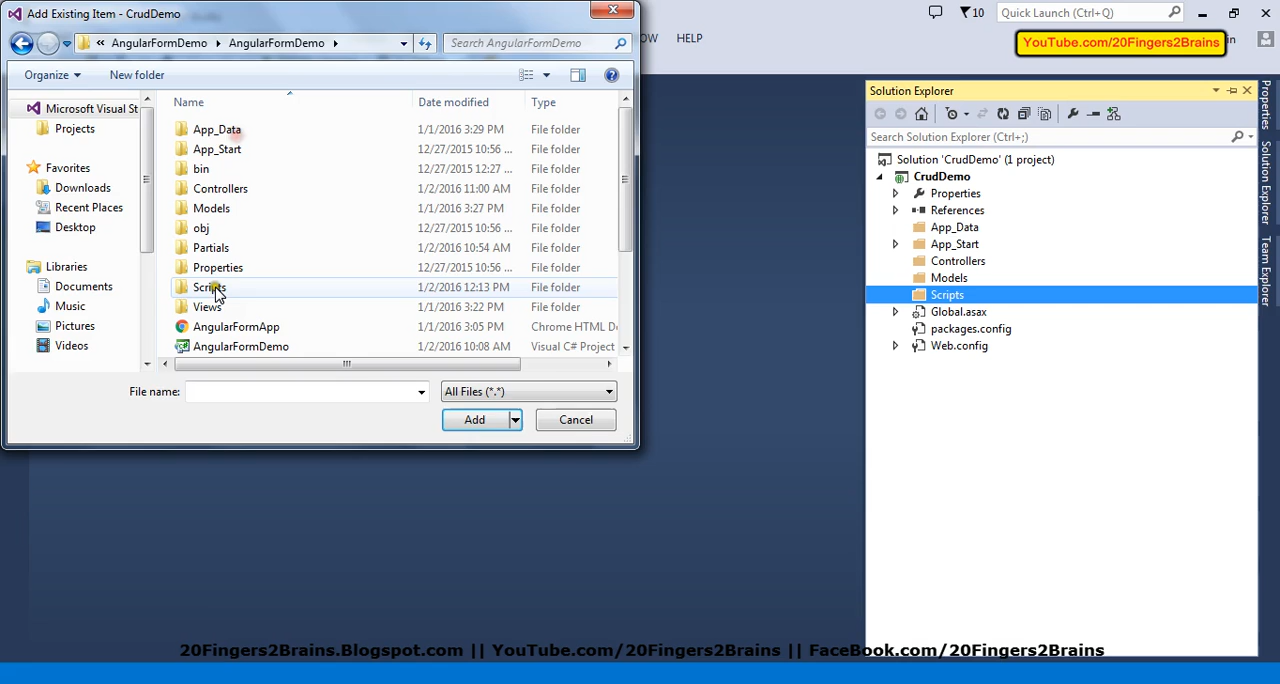 Add Existing Item - CrudDemo
10
Quick Launch (Ctrl+Q)
« AngularFormDemo AngularFormDemo
Search AngularFormDemo
OW HELP
YouTube.com/20Fingers2Brains
in
Organize
New folder
Solution Explorer
Properties
Solution Explorer
Team Explorer
Search Solution Explorer (Ctrl+;)
Microsoft Visual St
Projects
Favorites
Downloads
Recent Places
Desktop
Libraries
Documents
Music
Pictures
Videos
Name Date modified Type
App_Data 1/1/2016 3:29 PM File folder
App_Start 12/27/2015 10:56 ... File folder
bin 12/27/2015 12:27 ... File folder
Controllers 1/2/2016 11:00 AM File folder
Models 1/1/2016 3:27 PM File folder
obj 12/27/2015 10:56 ... File folder
Partials 1/2/2016 10:54 AM File folder
Properties 12/27/2015 10:56 ... File folder
Scripts 1/2/2016 12:13 PM File folder
Views 1/1/2016 3:22 PM File folder
AngularFormApp 1/1/2016 3:05 PM Chrome HTML Do
AngularFormDemo 1/2/2016 10:08 AM Visual C# Project
File name:
All Files (*.*)
Add
Cancel
Solution 'CrudDemo' (1 project)
CrudDemo
Properties
References
App_Data
App_Start
Controllers
Models
Scripts
Global.asax
packages.config
Web.config
20Fingers2Brains.Blogspot.com || YouTube.com/20Fingers2Brains || FaceBook.com/20Fingers2Brains